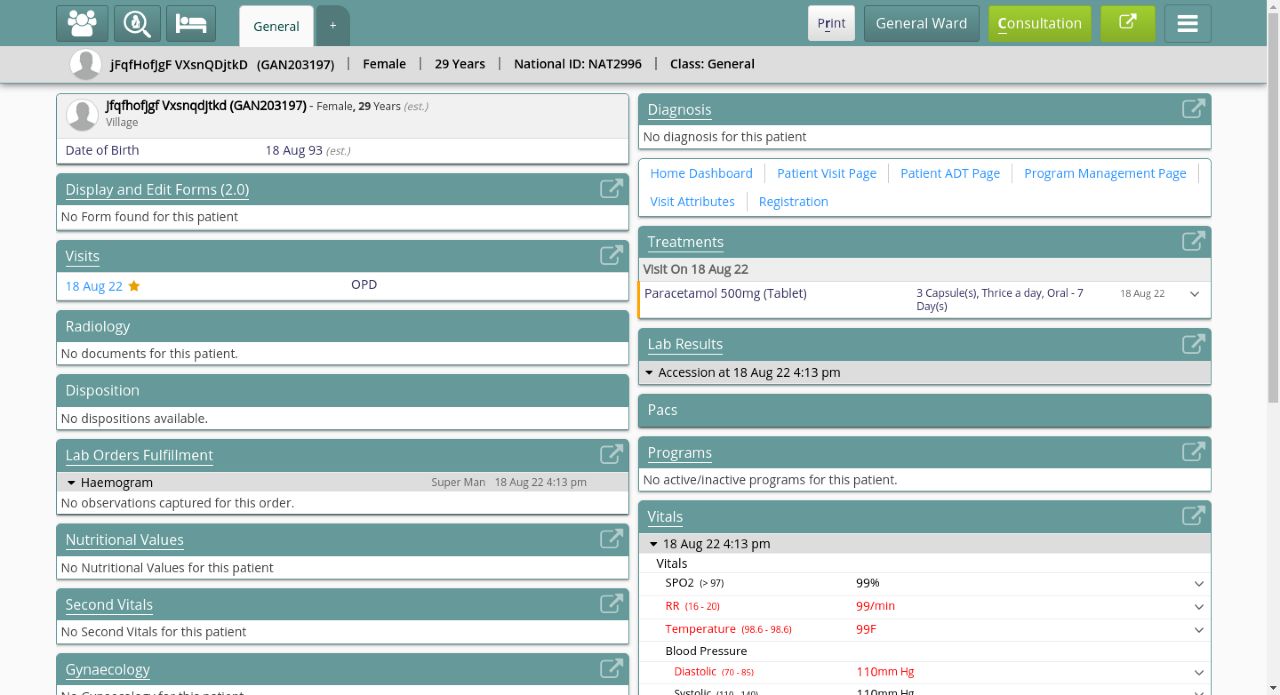 General
+
Print
General Ward
Consultation
jFqfHofJgF VXsnQDjtkD (GAN203197) | Female | 29 Years | National ID: NAT2996 | Class: General
Jfqfhofjgf Vxsnqdjtkd (GAN203197) - Female, 29 Years (est.)
Village
Date of Birth 18 Aug 93 (est.)
Display and Edit Forms (2.0)
No Form found for this patient
Visits
18 Aug 22 OPD
Radiology
No documents for this patient.
Disposition
No dispositions available.
Lab Orders Fulfillment
Haemogram Super Man 18 Aug 22 4:13 pm
No observations captured for this order.
Nutritional Values
No Nutritional Values for this patient
Second Vitals
No Second Vitals for this patient
Gynaecology
No Gynaecology for this patient
Diagnosis
No diagnosis for this patient
Home Dashboard Patient Visit Page Patient ADT Page Program Management Page
Visit Attributes Registration
Treatments
Visit On 18 Aug 22
Paracetamol 500mg (Tablet) 3 Capsule(s), Thrice a day, Oral - 7 18 Aug 22
Day(s)
Lab Results
Accession at 18 Aug 22 4:13 pm
Pacs
Programs
No active/inactive programs for this patient.
Vitals
18 Aug 22 4:13 pm
Vitals
SPO2 (> 97) 99%
RR (16 - 20) 99/min
Temperature (98.6 - 98.6) 99F
Blood Pressure
Diastolic (70 - 85) 110mm Hg
Systolic (110 - 140) 110mm Hg